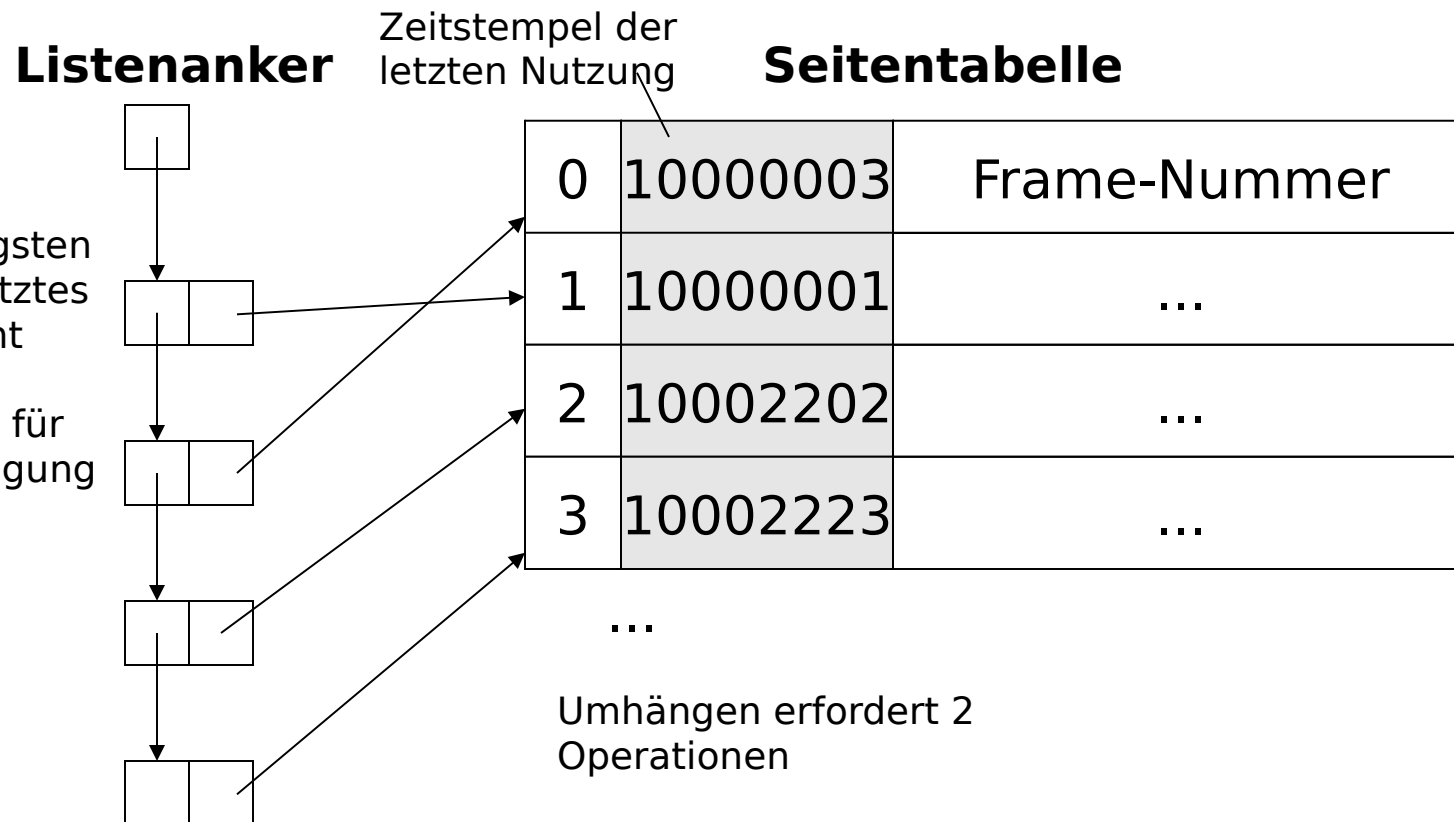 Zeitstempel der
letzten Nutzung
Listenanker
Seitentabelle
0 10000003 Frame-Nummer
1 10000001 ...
2 10002202 ...
3 10002223 ...
...
für
Umhängen erfordert 2
Operationen